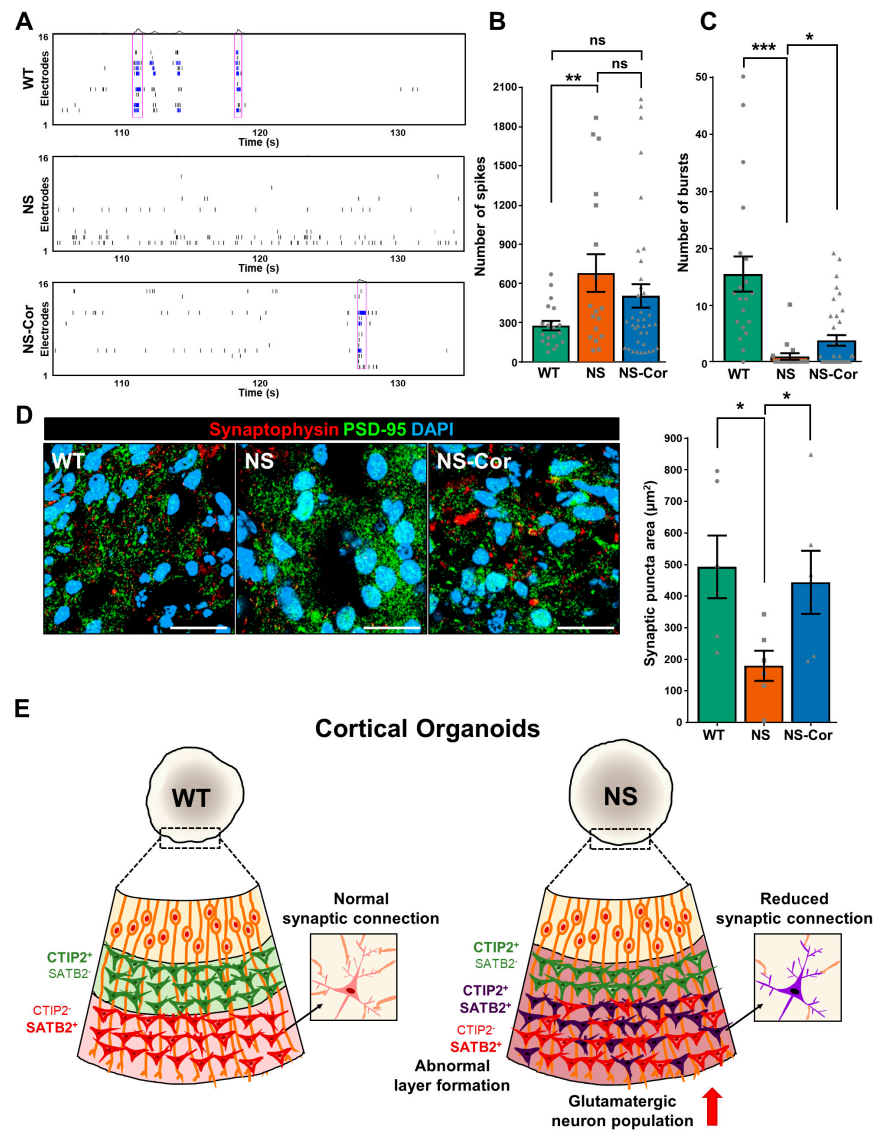 A
16
WT
Electrodes
1
110
120
130
Time (s)
16
NS
Electrodes
1
110
120
130
Time (s)
16
NS-Cor
Electrodes
1
110
120
130
Time (s)
B
ns
**
ns
Number of spikes
2100
1800
1500
1200
900
600
300
0
WT
NS
NS-Cor
C
***
*
Number of bursts
50
40
30
20
10
0
WT
NS
NS-Cor
D
Synaptophysin PSD-95 DAPI
WT
NS
NS-Cor
*
*
Synaptic puncta area (µm²)
900
800
700
600
500
400
300
200
100
0
WT
NS
NS-Cor
E
Cortical Organoids
WT
Normal
synaptic connection
CTIP2⁺
SATB2⁻
CTIP2⁻
SATB2⁺
NS
Reduced
synaptic connection
CTIP2⁺
SATB2⁻
CTIP2⁺
SATB2⁺
CTIP2⁻
SATB2⁺
Abnormal
layer formation
Glutamatergic
neuron population